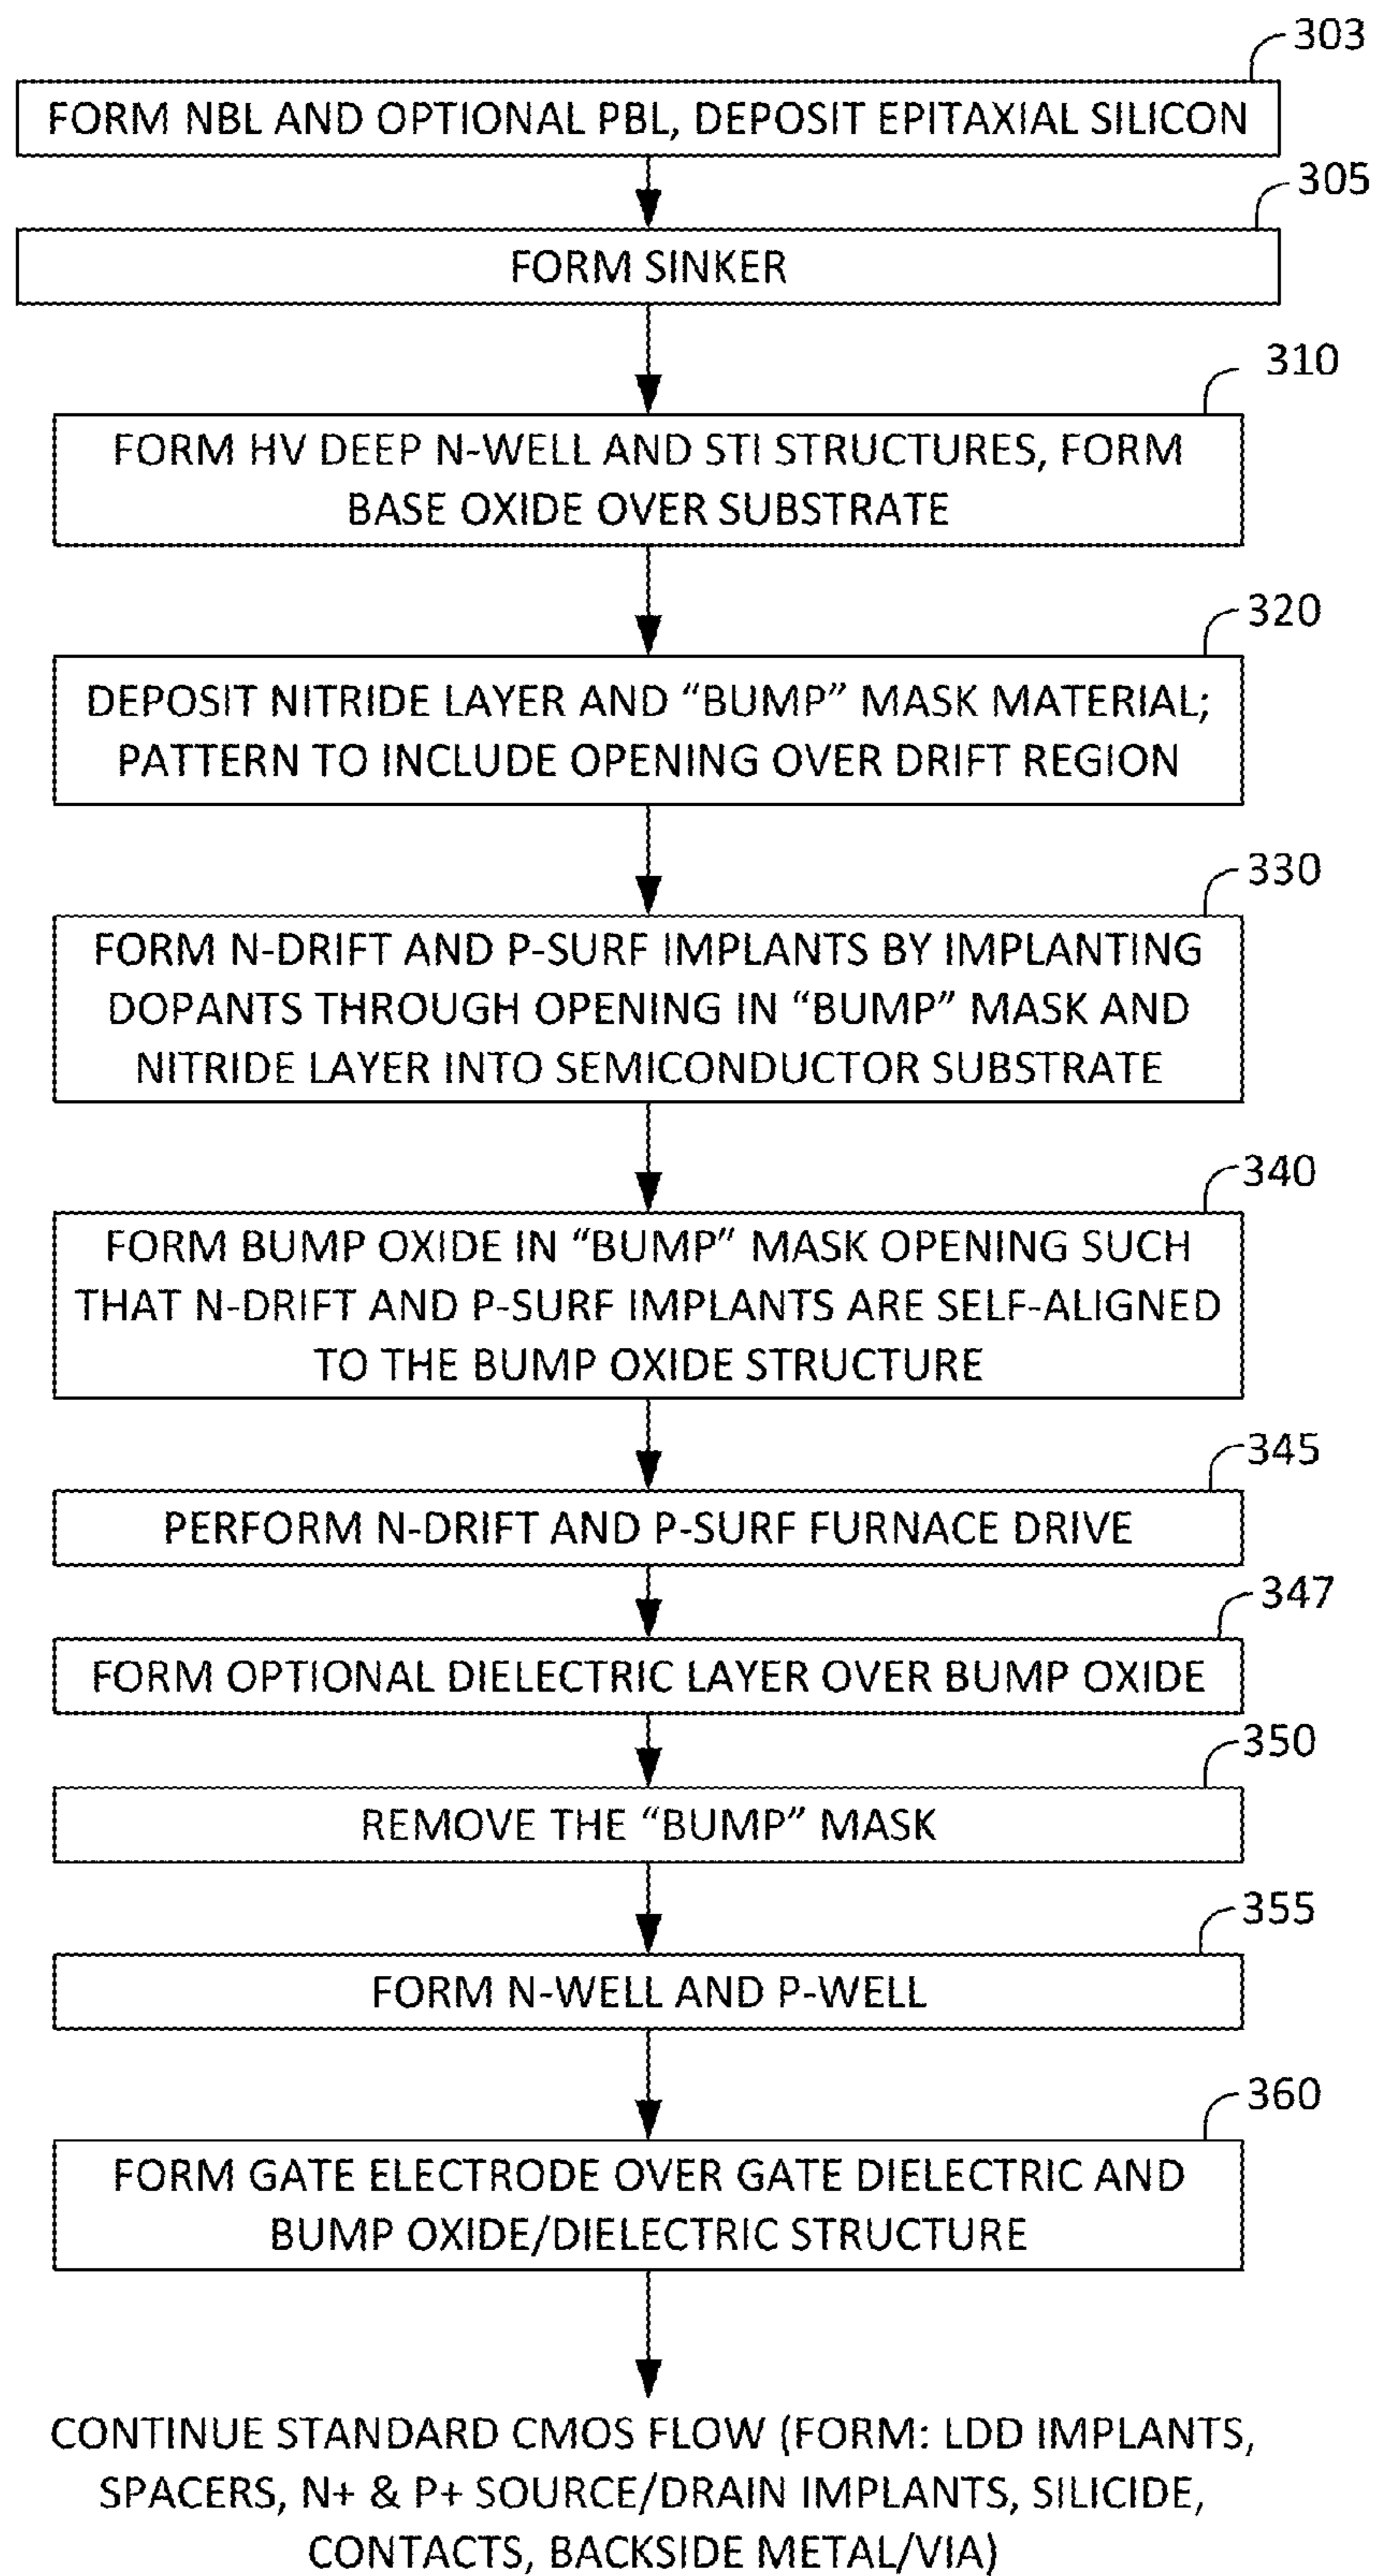 303
FORM NBL AND OPTIONAL PBL, DEPOSIT EPITAXIAL SILICON
305
FORM SINKER
310
FORM HV DEEP N-WELL AND STI STRUCTURES, FORM
BASE OXIDE OVER SUBSTRATE
320
DEPOSIT NITRIDE LAYER AND “BUMP” MASK MATERIAL;
PATTERN TO INCLUDE OPENING OVER DRIFT REGION
330
FORM N-DRIFT AND P-SURF IMPLANTS BY IMPLANTING
DOPANTS THROUGH OPENING IN “BUMP” MASK AND
NITRIDE LAYER INTO SEMICONDUCTOR SUBSTRATE
340
FORM BUMP OXIDE IN “BUMP” MASK OPENING SUCH
THAT N-DRIFT AND P-SURF IMPLANTS ARE SELF-ALIGNED
TO THE BUMP OXIDE STRUCTURE
345
PERFORM N-DRIFT AND P-SURF FURNACE DRIVE
347
FORM OPTIONAL DIELECTRIC LAYER OVER BUMP OXIDE
350
REMOVE THE “BUMP” MASK
355
FORM N-WELL AND P-WELL
360
FORM GATE ELECTRODE OVER GATE DIELECTRIC AND
BUMP OXIDE/DIELECTRIC STRUCTURE
CONTINUE STANDARD CMOS FLOW (FORM: LDD IMPLANTS,
SPACERS, N+ & P+ SOURCE/DRAIN IMPLANTS, SILICIDE,
CONTACTS, BACKSIDE METAL/VIA)